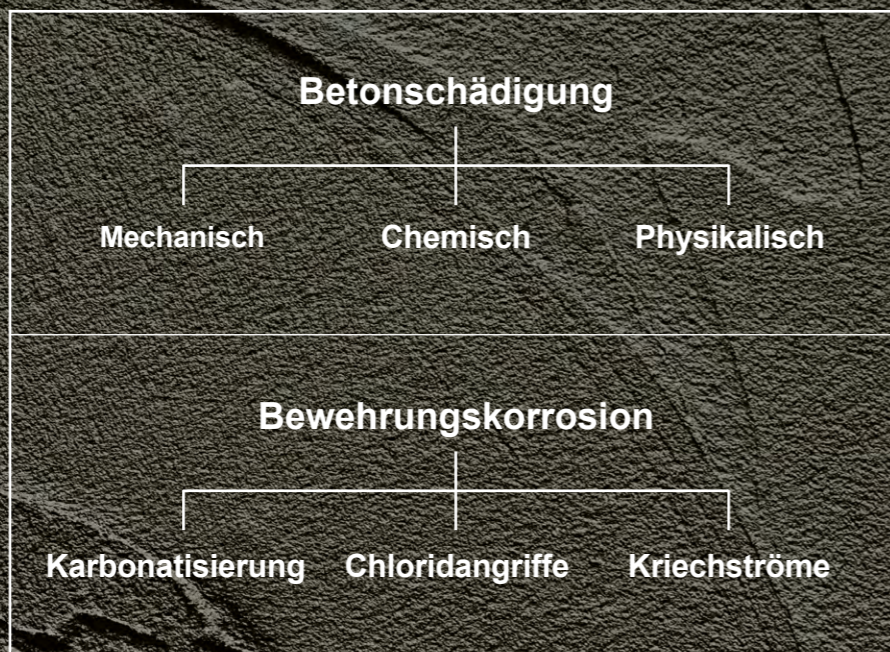 Betonschädigung
Mechanisch Chemisch Physikalisch
Bewehrungskorrosion
Karbonatisierung Chloridangriffe Kriechströme